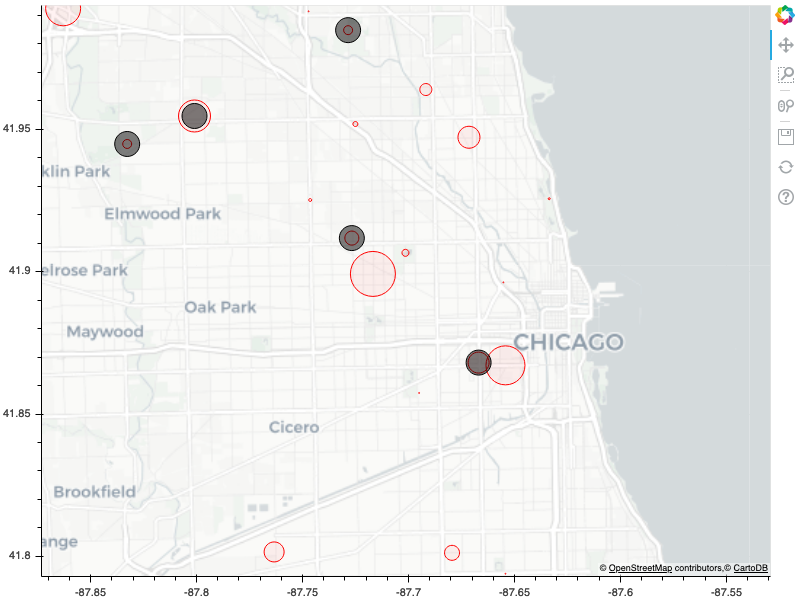 41.95
klin Park
Elmwood Park
41.9
elrose Park
Oak Park
Maywood
CHICAGO
41.85
Cicero
Brookfield
ange
41.8
© OpenStreetMap contributors,© CartoDB
-87.85
-87.8
-87.75
-87.7
-87.65
-87.6
-87.55